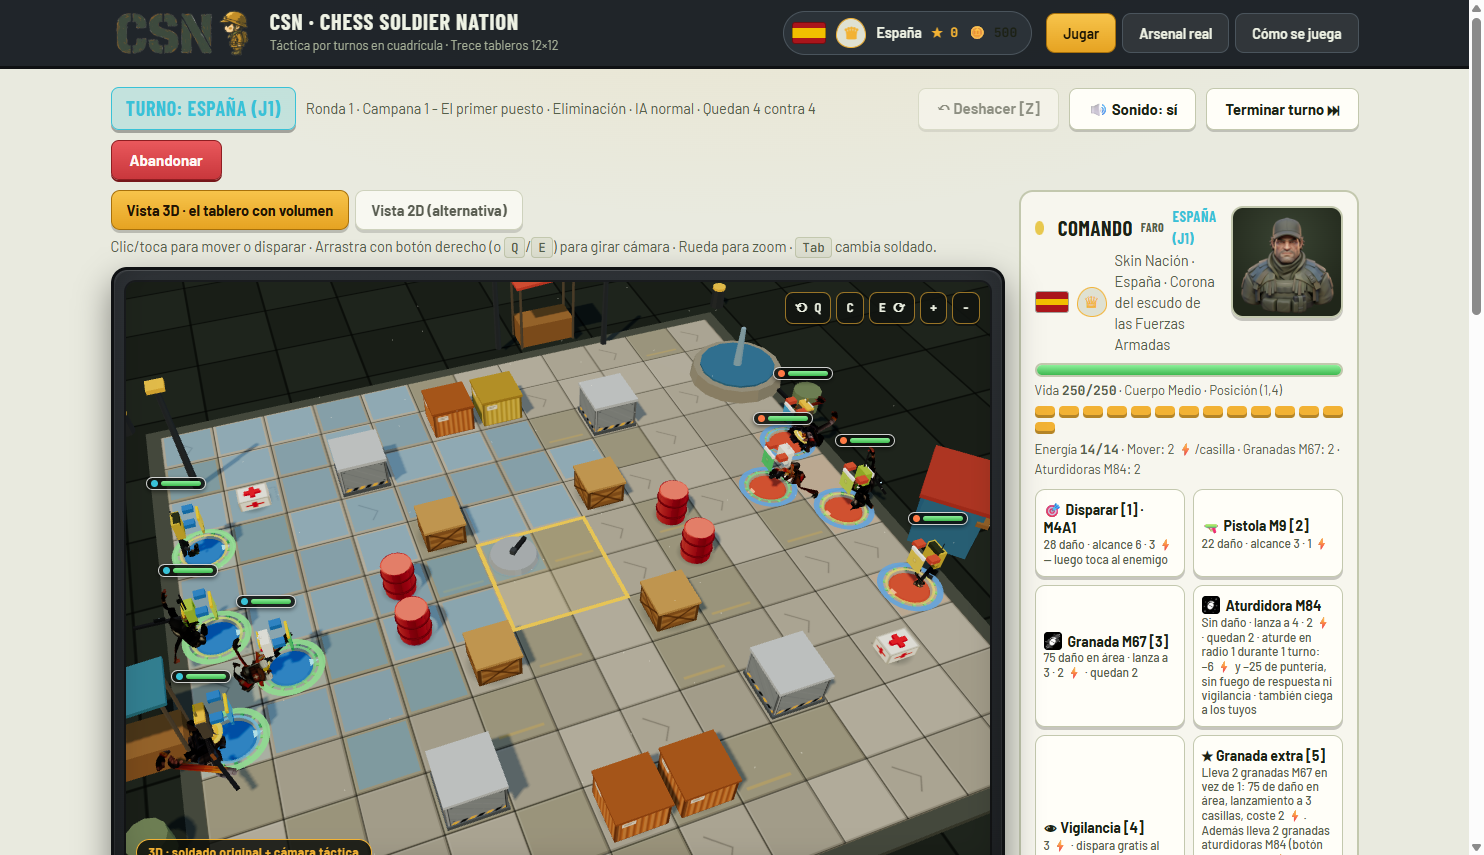 CSN
CSN · CHESS SOLDIER NATION
Táctica por turnos en cuadrícula · Trece tableros 12×12
España ★ 0 500
Jugar
Arsenal real
Cómo se juega
TURNO: ESPAÑA (J1)
Ronda 1 · Campana 1 - El primer puesto · Eliminación · IA normal · Quedan 4 contra 4
Deshacer [Z]
Sonido: sí
Terminar turno
Abandonar
Vista 3D · el tablero con volumen
Vista 2D (alternativa)
Clic/toca para mover o disparar · Arrastra con botón derecho (o Q / E ) para girar cámara · Rueda para zoom · Tab cambia soldado.
Q
C
E
+
-
3D · soldado original + cámara táctica
COMANDO FARO ESPAÑA
(J1)
Skin Nación ·
España · Corona
del escudo de
las Fuerzas
Armadas
Vida 250/250 · Cuerpo Medio · Posición (1,4)
Energía 14/14 · Mover: 2 ⚡ /casilla · Granadas M67: 2 ·
Aturdidoras M84: 2
Disparar [1] ·
M4A1
28 daño · alcance 6 · 3 ⚡
— luego toca al enemigo
Pistola M9 [2]
22 daño · alcance 3 · 1 ⚡
Granada M67 [3]
75 daño en área · lanza a
3 · 2 ⚡ · quedan 2
Aturdidora M84
Sin daño · lanza a 4 · 2 ⚡
· quedan 2 · aturde en
radio 1 durante 1 turno:
−6 ⚡ y −25 de puntería,
sin fuego de respuesta ni
vigilancia · también ciega
a los tuyos
Vigilancia [4]
3 ⚡ · dispara gratis al
★ Granada extra [5]
Lleva 2 granadas M67 en
vez de 1: 75 de daño en
área, lanzamiento a 3
casillas, coste 2 ⚡ .
Además lleva 2 granadas
aturdidoras M84 (botón